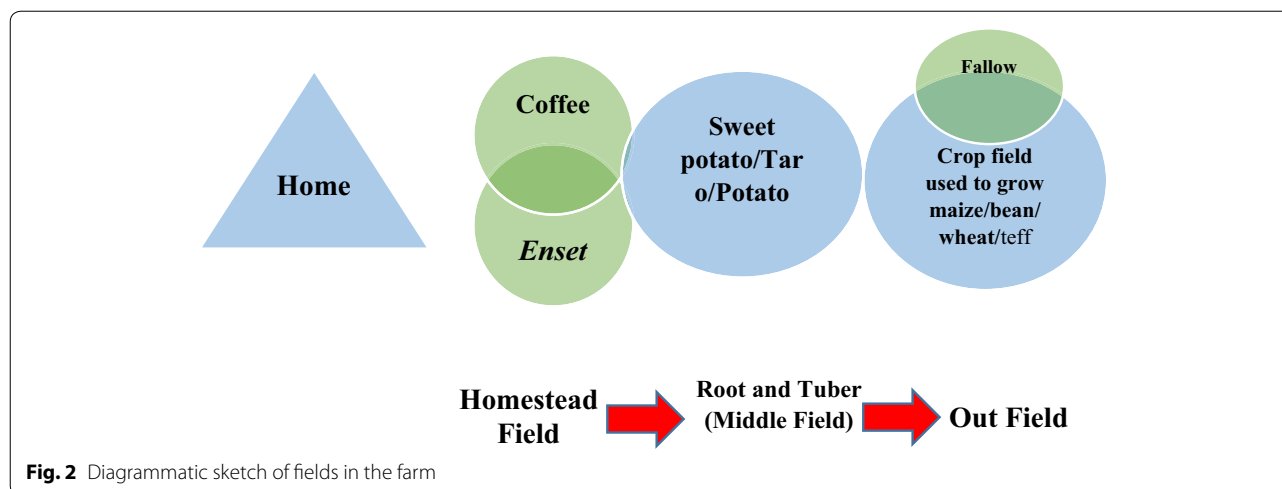 Home
Coffee
Enset
Sweet
potato/Tar
o/Potato
Fallow
Crop field
used to grow
maize/bean/
wheat/teff
Homestead
Field
Root and Tuber
(Middle Field)
Out Field
Fig. 2 Diagrammatic sketch of fields in the farm